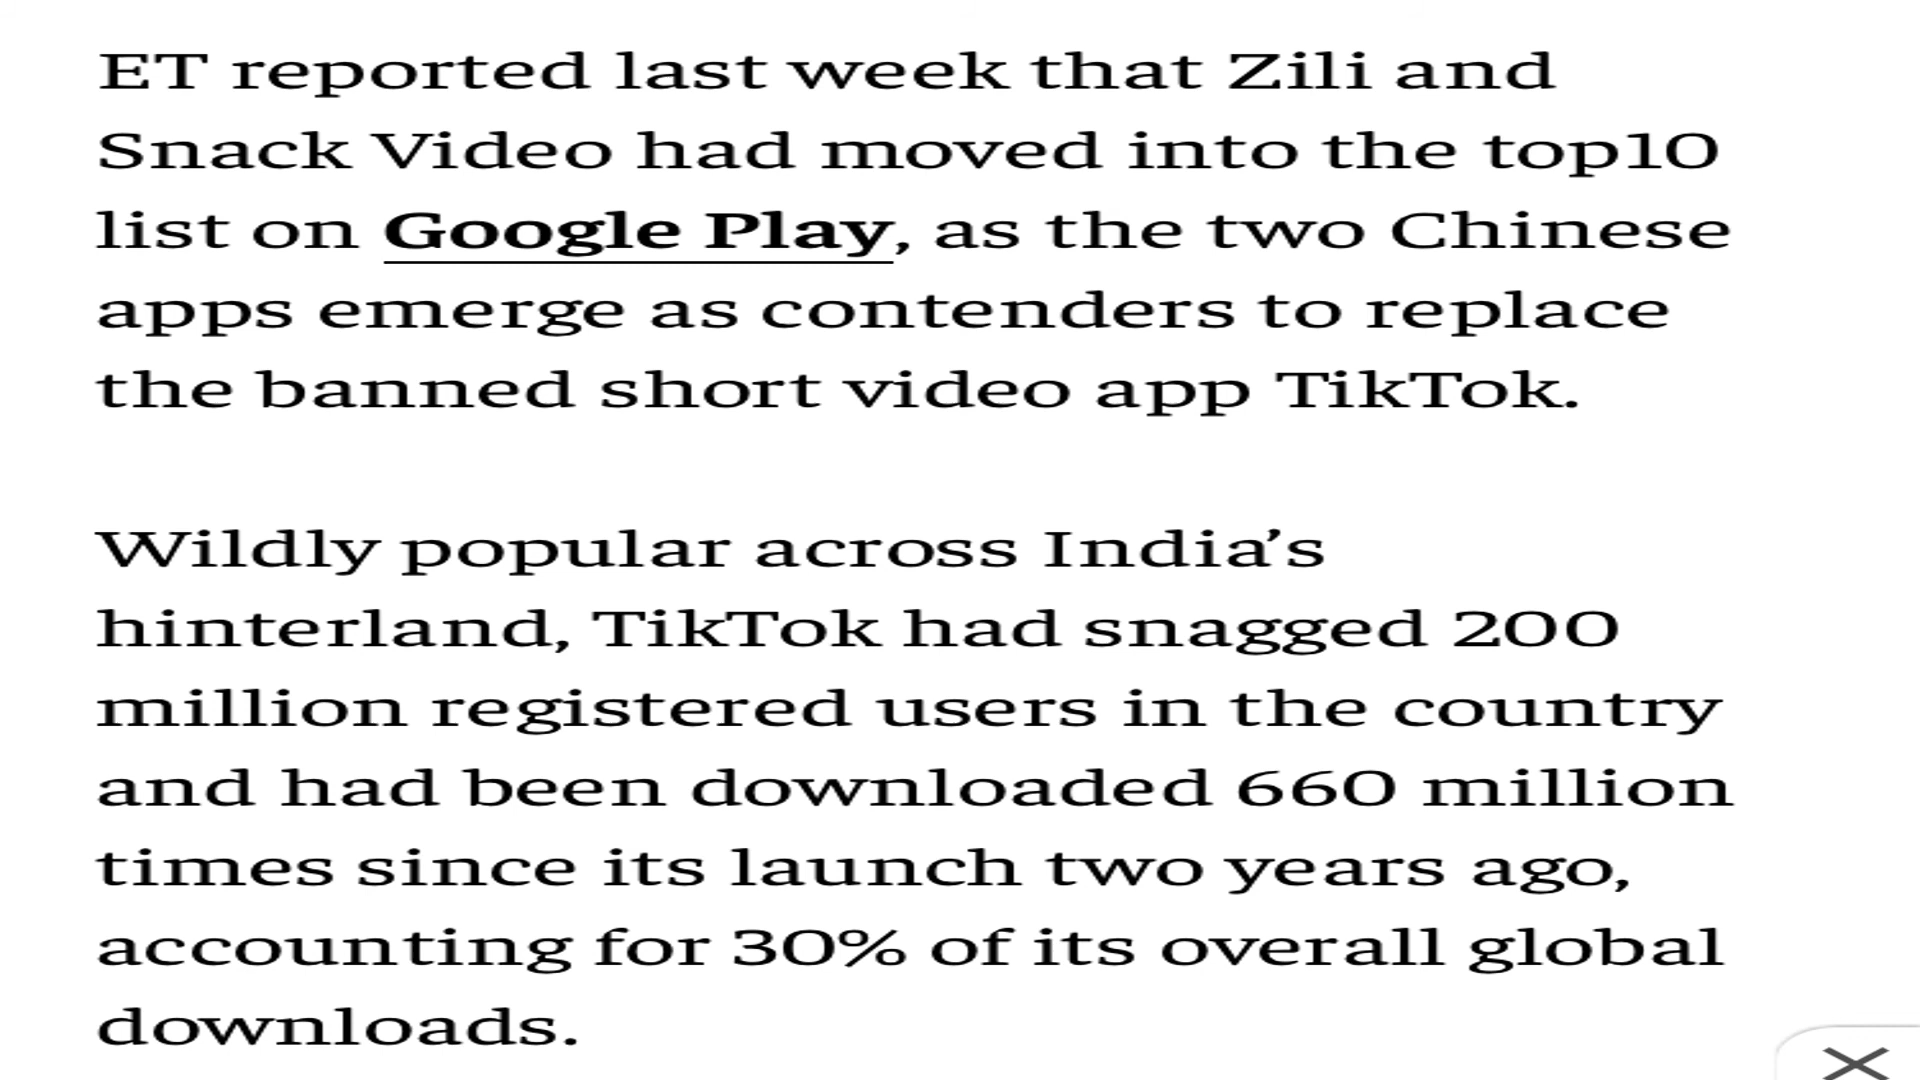 ET reported last week that Zili and
Snack Video had moved into the top10
list on Google Play, as the two Chinese
apps emerge as contenders to replace
the banned short video app TikTok.
Wildly popular across India’s
hinterland, TikTok had snagged 200
million registered users in the country
and had been downloaded 660 million
times since its launch two years ago,
accounting for 30% of its overall global
downloads.